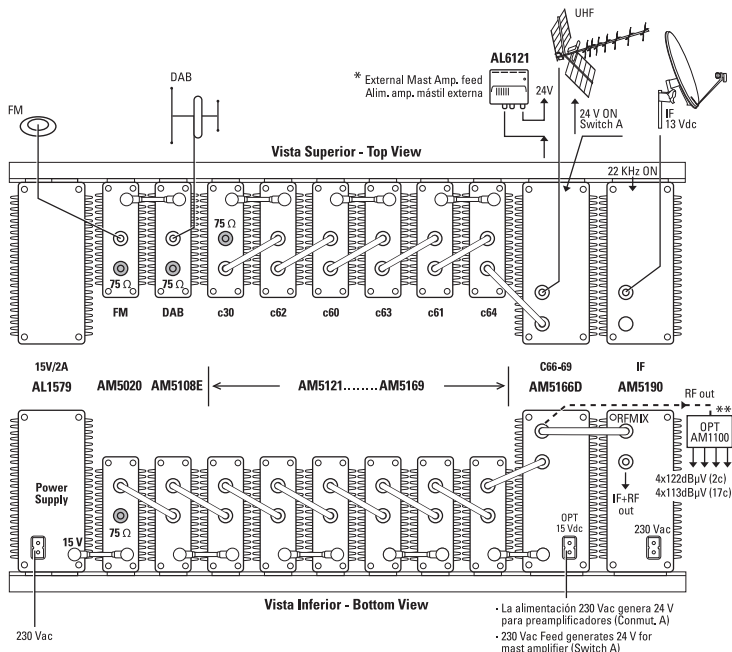 UHF
AL6121
* External Mast Amp. feed
Alim. amp. mástil externa
24V
DAB
FM
24 V ON
Switch A
IF
13 Vdc
Vista Superior - Top View
22 KHz ON
75 Ω
75 Ω
75 Ω
FM
DAB
c30
c62
c60
c63
c61
c64
15V/2A
AL1579
AM5020
AM5108E
AM5121........AM5169
C66-69
AM5166D
IF
AM5190
RF out
RFMIX
**
OPT
AM1100
4x122dBµV (2c)
4x113dBµV (17c)
Power
Supply
75 Ω
IF+RF
out
OPT
15 Vdc
230 Vac
15 V
Vista Inferior - Bottom View
230 Vac
- La alimentación 230 Vac genera 24 V
para preamplificadores (Conmut. A)
- 230 Vac Feed generates 24 V for
mast amplifier (Switch A)